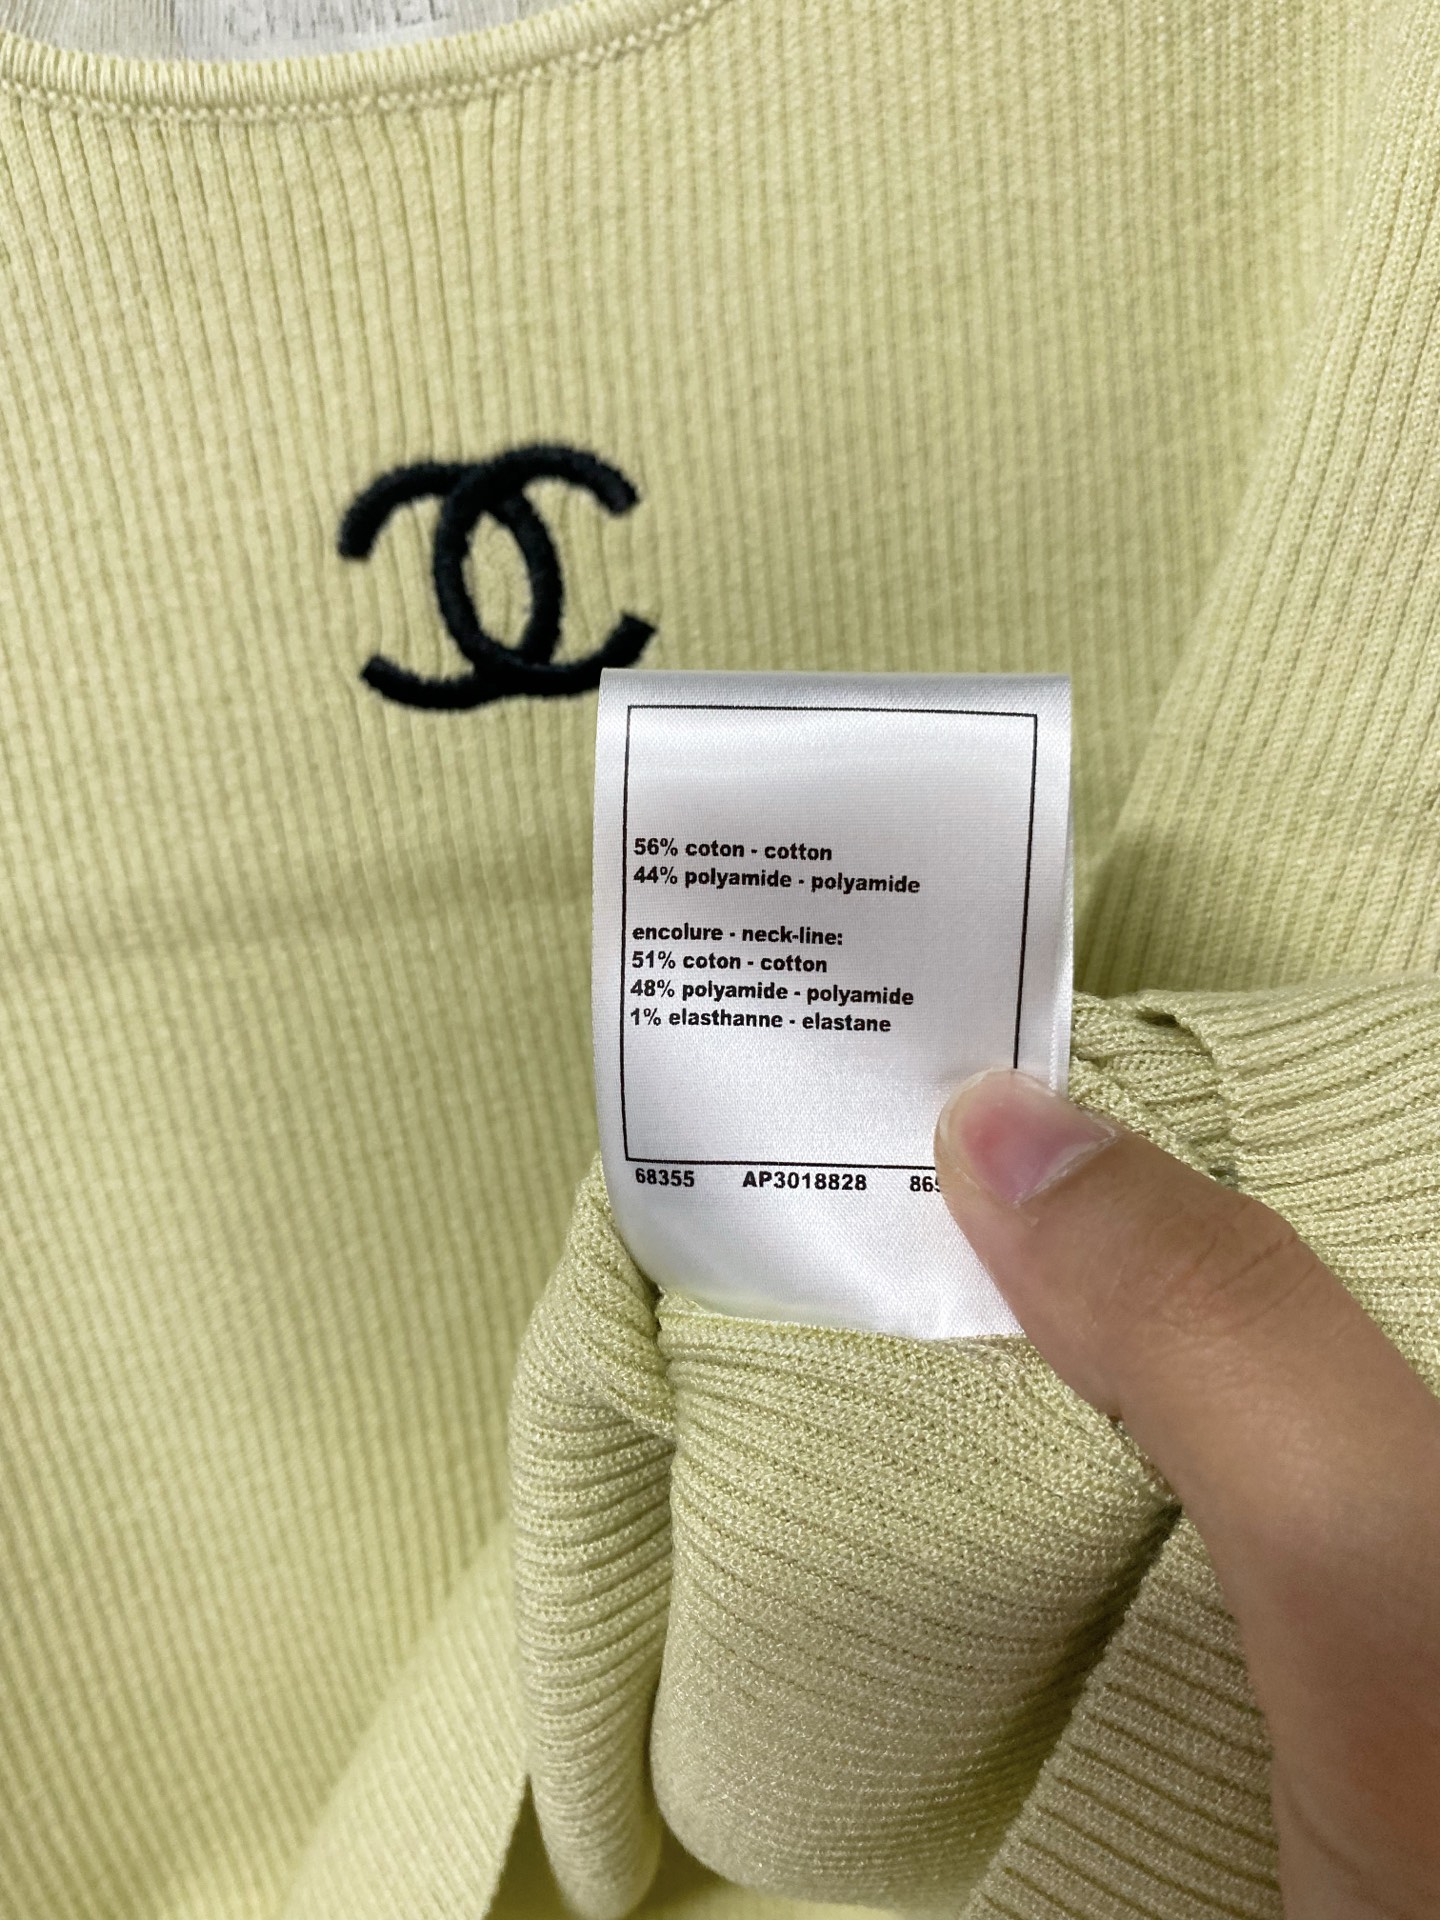 56% coton - cotton
44% polyamide - polyamide
encolure - neck-line:
51% coton - cotton
48% polyamide - polyamide
1% elasthanne - elastane
68355 AP3018828